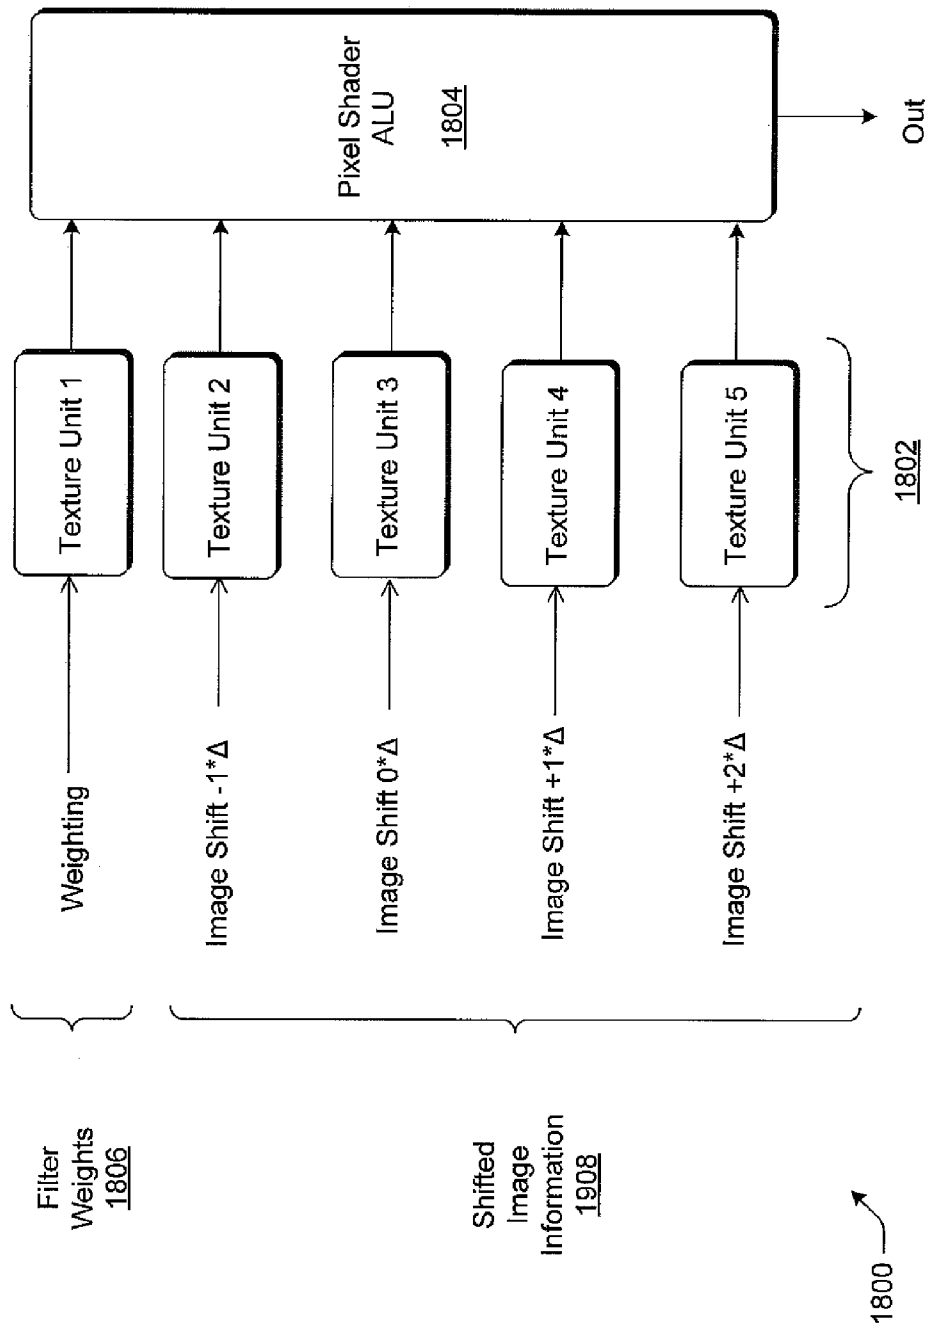 Filter
Weights
1806
Weighting
Texture Unit 1
Shifted
Image
Information
1908
Image Shift -1*Δ
Texture Unit 2
Image Shift 0*Δ
Texture Unit 3
Image Shift +1*Δ
Texture Unit 4
Image Shift +2*Δ
Texture Unit 5
1802
Pixel Shader
ALU
1804
Out
1800